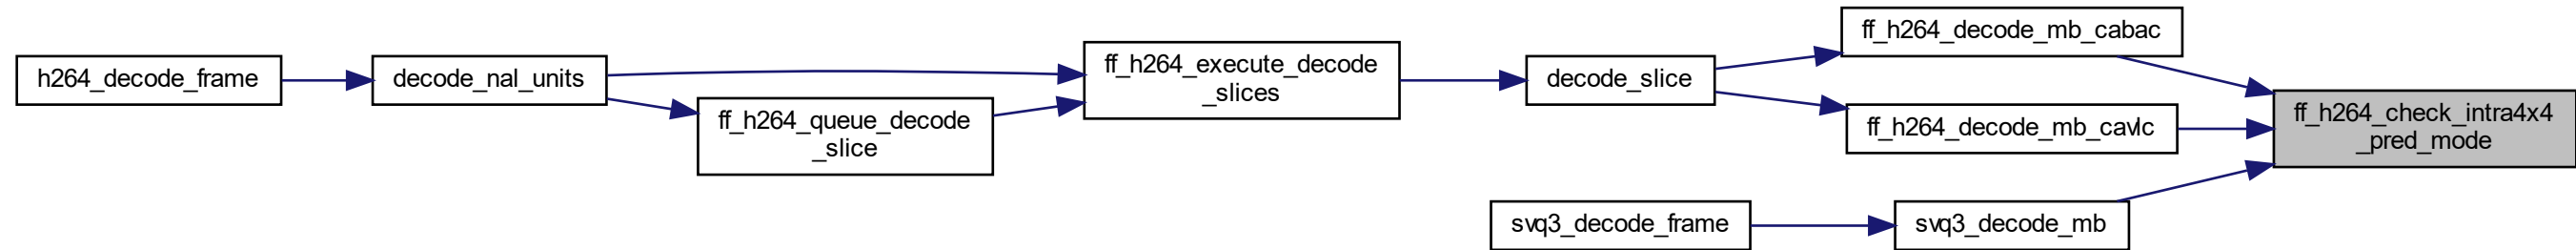 h264_decode_frame
decode_nal_units
ff_h264_queue_decode
_slice
ff_h264_execute_decode
_slices
decode_slice
ff_h264_decode_mb_cabac
ff_h264_decode_mb_cavlc
svq3_decode_frame
svq3_decode_mb
ff_h264_check_intra4x4
_pred_mode